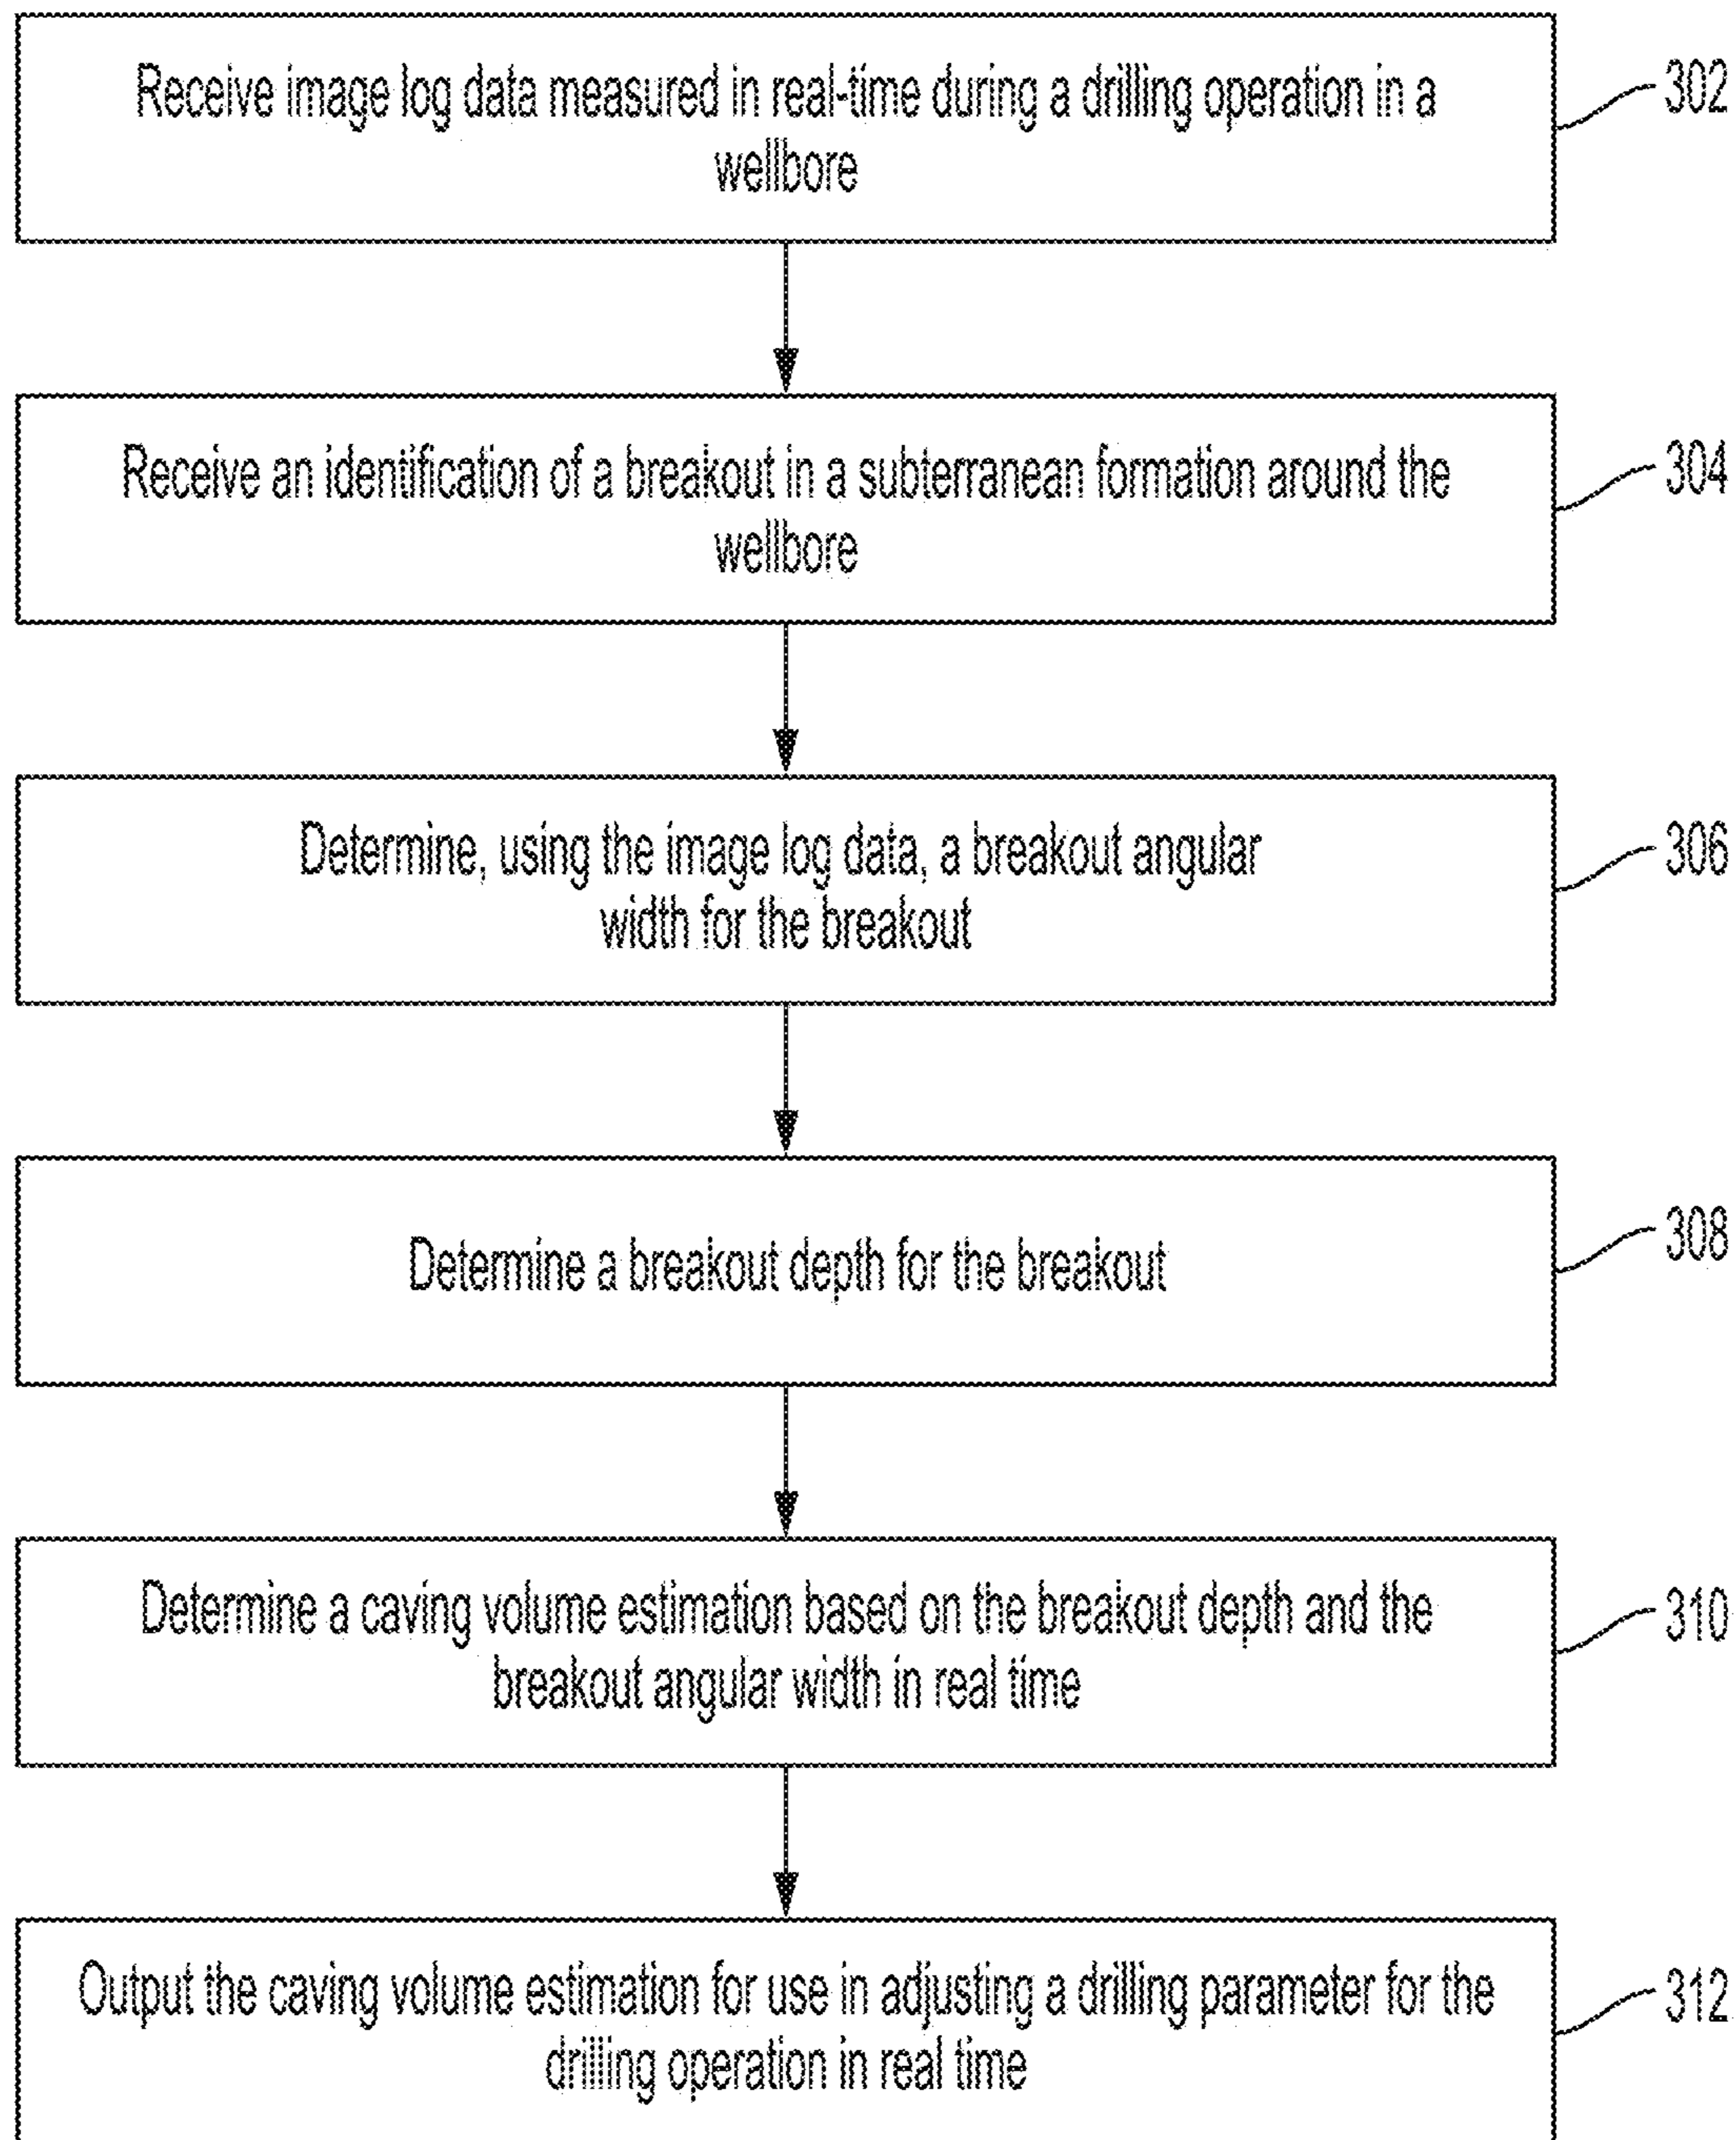 Receive image log data measured in real-time during a drilling operation in a
wellbore
302
Receive an identification of a breakout in a subterranean formation around the
wellbore
304
Determine, using the image log data, a breakout angular
width for the breakout
306
Determine a breakout depth for the breakout
308
Determine a caving volume estimation based on the breakout depth and the
breakout angular width in real time
310
Output the caving volume estimation for use in adjusting a drilling parameter for the
drilling operation in real time
312